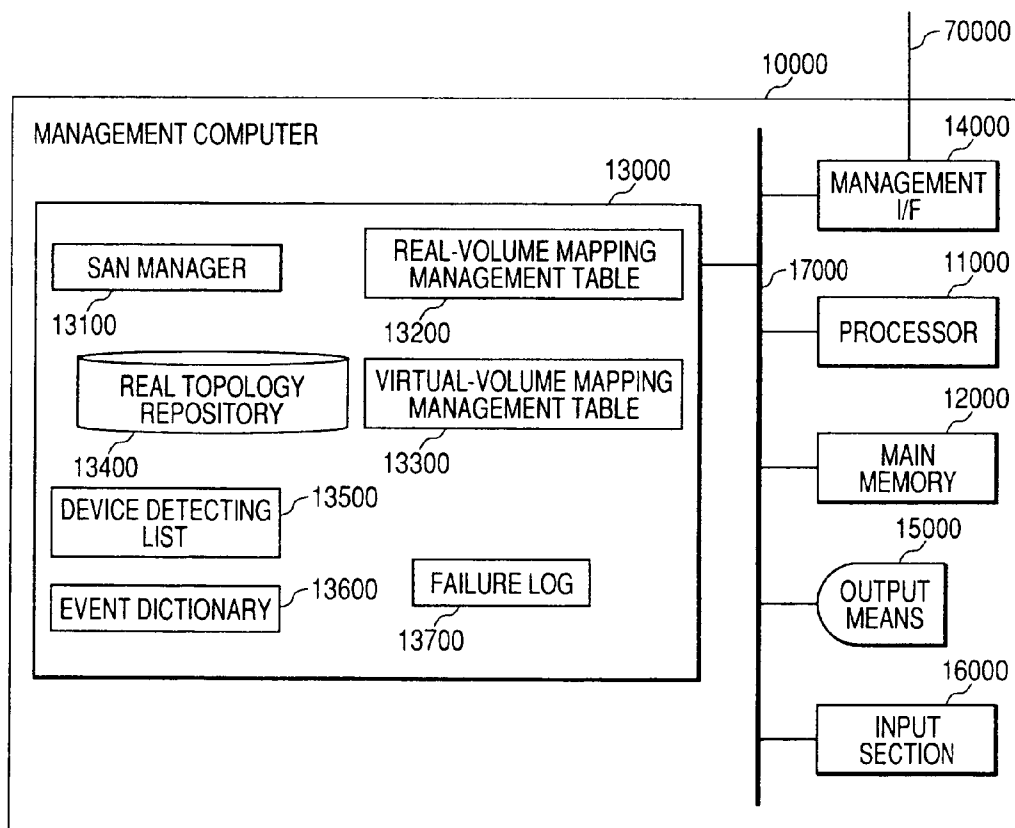 70000
10000
MANAGEMENT COMPUTER
14000
13000
MANAGEMENT
I/F
SAN MANAGER
REAL-VOLUME MAPPING
MANAGEMENT TABLE
17000
11000
13100
13200
PROCESSOR
REAL TOPOLOGY
REPOSITORY
VIRTUAL-VOLUME MAPPING
MANAGEMENT TABLE
12000
13400
13300
MAIN
MEMORY
DEVICE DETECTING
LIST
13500
15000
EVENT DICTIONARY
13600
FAILURE LOG
OUTPUT
MEANS
13700
16000
INPUT
SECTION